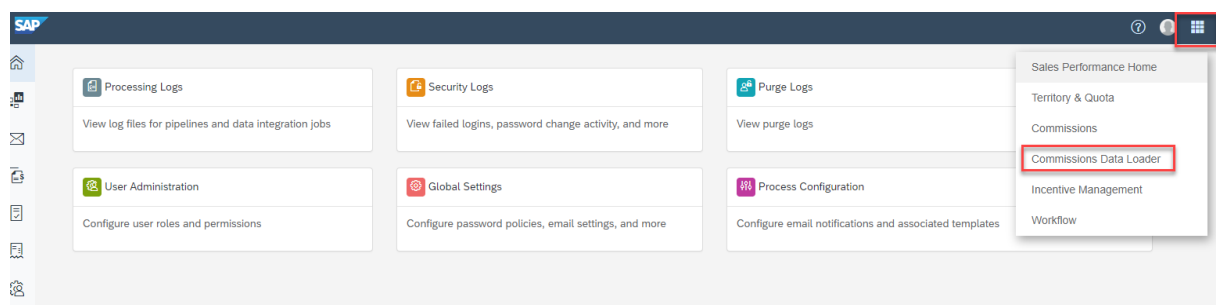 SAP
Processing Logs
View log files for pipelines and data integration jobs
Security Logs
View failed logins, password change activity, and more
Purge Logs
View purge logs
User Administration
Configure user roles and permissions
Global Settings
Configure password policies, email settings, and more
Process Configuration
Configure email notifications and associated templates
Sales Performance Home
Territory & Quota
Commissions
Commissions Data Loader
Incentive Management
Workflow